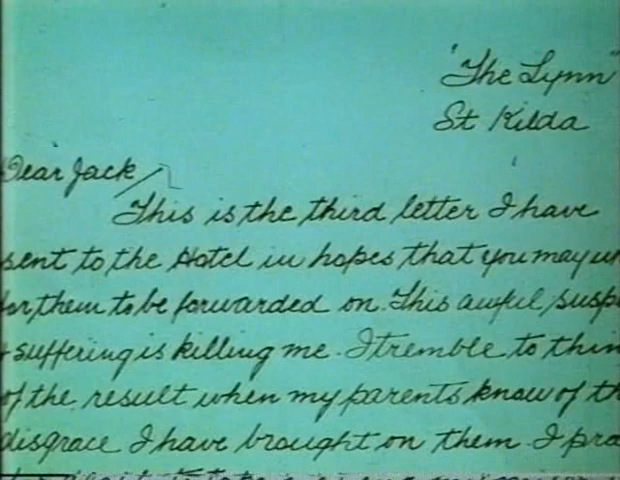 "The Lynn"
St Kilda
Dear Jack
This is the third letter I have
sent to the Hotel in hopes that you may
for them to be forwarded on. This awful
& suffering is killing me. I tremble to
of the result when my parents know of
disgrace I have brought on them. I